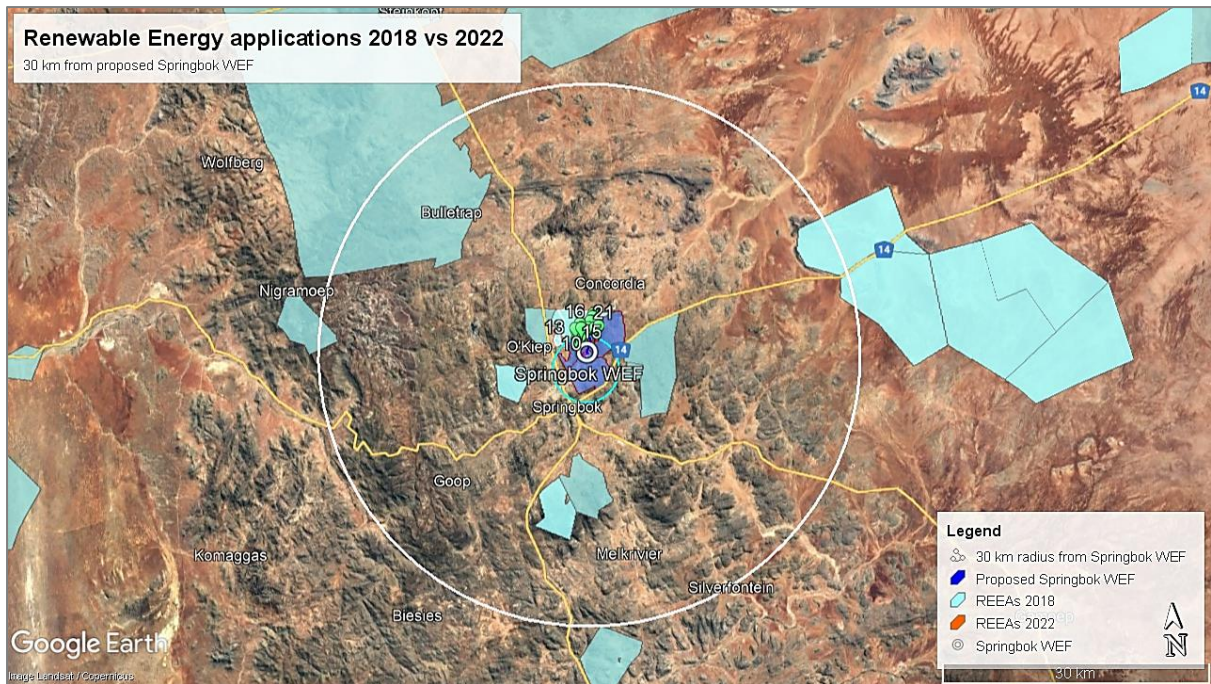 Steinkopf
Renewable Energy applications 2018 vs 2022
30 km from proposed Springbok WEF
14
Wolfberg
Bulletrap
14
Nigramoep
Concordia
16
21
13
15
10
O'Kiep
14
Springbok WEF
Springbok
Goop
Komaggas
Melkrivier
Silverfontein
Biesies
Legend
30 km radius from Springbok WEF
Proposed Springbok WEF
REEAs 2018
REEAs 2022
Springbok WEF
N
Google Earth
Image Landsat / Copernicus
30 km